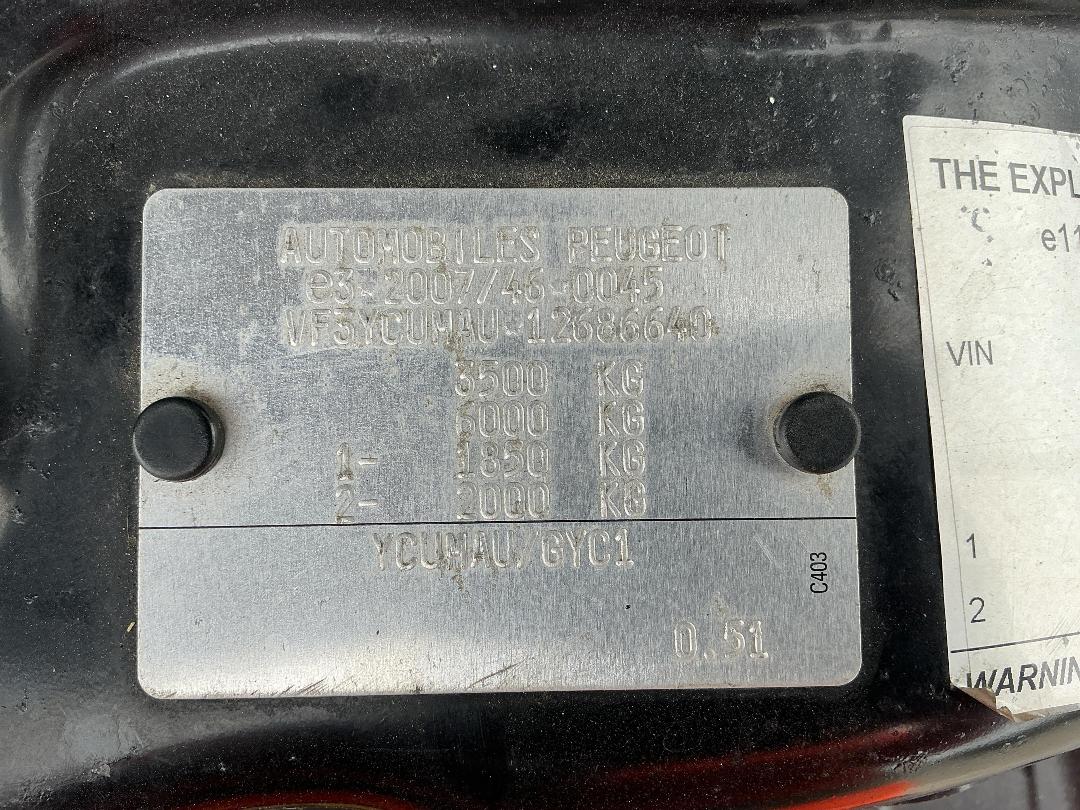 AUTOMOBILES PEUGEOT
e3-2007/46-0045
VF3YCUMAU-12686640
3500 KG
6000 KG
1- 1850 KG
2- 2000 KG
YCUMAU/GYC1
C403
0.51
THE EXPL
e11
VIN
1
2
WARNIN